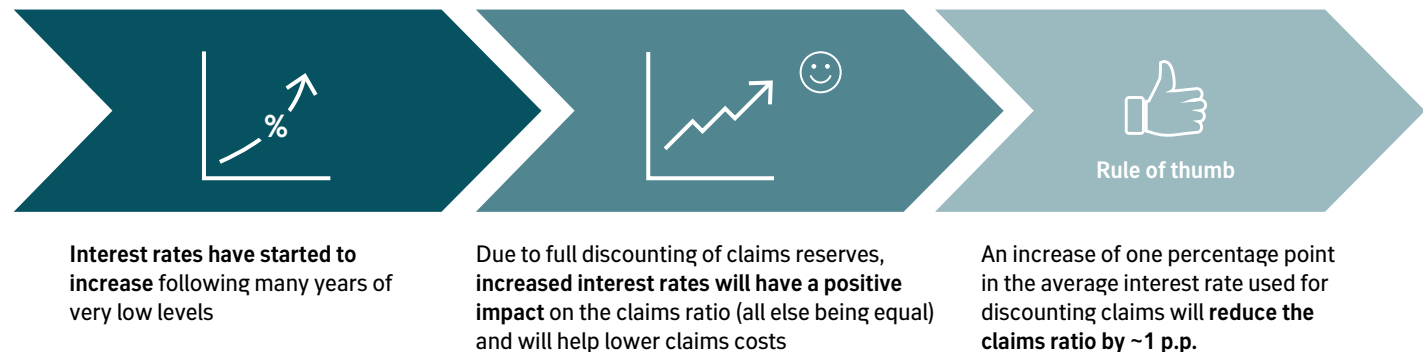 %
Rule of thumb
Interest rates have started to
increase following many years of
very low levels
Due to full discounting of claims reserves,
increased interest rates will have a positive
impact on the claims ratio (all else being equal)
and will help lower claims costs
An increase of one percentage point
in the average interest rate used for
discounting claims will reduce the
claims ratio by ~1 p.p.